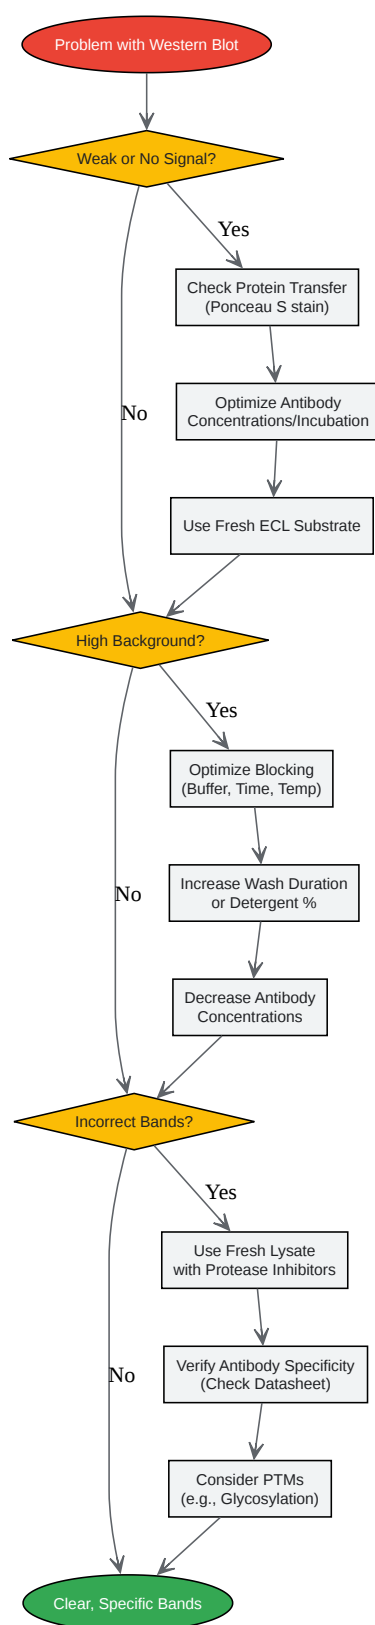 Problem with Western Blot
Weak or No Signal?
Yes
Check Protein Transfer
(Ponceau S stain)
No
Optimize Antibody
Concentrations/Incubation
Use Fresh ECL Substrate
High Background?
Yes
Optimize Blocking
(Buffer, Time, Temp)
No
Increase Wash Duration
or Detergent %
Decrease Antibody
Concentrations
Incorrect Bands?
Yes
Use Fresh Lysate
with Protease Inhibitors
No
Verify Antibody Specificity
(Check Datasheet)
Consider PTMs
(e.g., Glycosylation)
Clear, Specific Bands